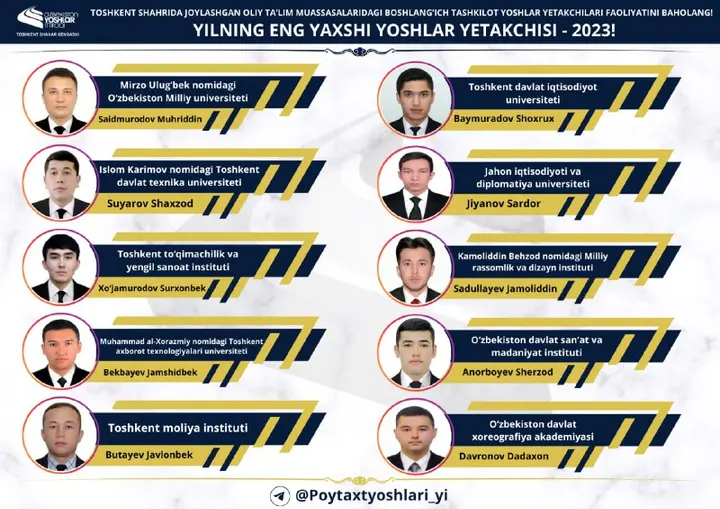 O'ZBEKISTON
YOSHLAR
ITTIFOQI
TOSHKENT SHAHAR KENGASHI
TOSHKENT SHAHRIDA JOYLASHGAN OLIY TA'LIM MUASSASALARIDAGI BOSHLANG'ICH TASHKILOT YOSHLAR YETAKCHILARI FAOLIYATINI BAHOLANG!
YILNING ENG YAXSHI YOSHLAR YETAKCHISI - 2023!
Mirzo Ulug'bek nomidagi
O'zbekiston Milliy universiteti
Saidmurodov Muhriddin
Islom Karimov nomidagi Toshkent
davlat texnika universiteti
Suyarov Shaxzod
Toshkent to'qimachilik va
yengil sanoat instituti
Xo'jamurodov Surxonbek
Muhammad al-Xorazmiy nomidagi Toshkent
axborot texnologiyalari universiteti
Bekbayev Jamshidbek
Toshkent moliya instituti
Butayev Javlonbek
Toshkent davlat iqtisodiyot
universiteti
Baymuradov Shoxrux
Jahon iqtisodiyoti va
diplomatiya universiteti
Jiyanov Sardor
Kamoliddin Behzod nomidagi Milliy
rassomlik va dizayn instituti
Sadullayev Jamoliddin
O'zbekiston davlat san'at va
madaniyat instituti
Anorboyev Sherzod
O'zbekiston davlat
xoreografiya akademiyasi
Davronov Dadaxon
@Poytaxtyoshlari_yi